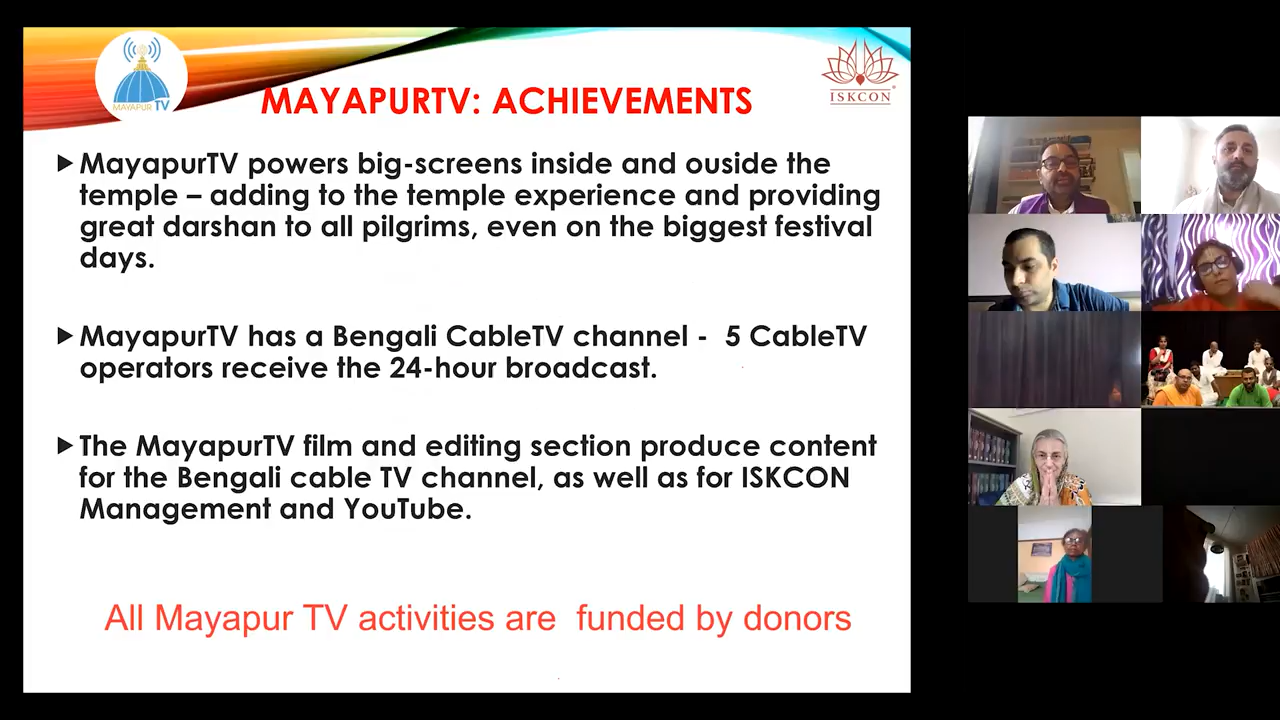 MAYAPUR TV
ISKCON
MAYAPURTV: ACHIEVEMENTS
MayapurTV powers big-screens inside and ouside the
temple – adding to the temple experience and providing
great darshan to all pilgrims, even on the biggest festival
days.
MayapurTV has a Bengali CableTV channel - 5 CableTV
operators receive the 24-hour broadcast.
The MayapurTV film and editing section produce content
for the Bengali cable TV channel, as well as for ISKCON
Management and YouTube.
All Mayapur TV activities are funded by donors